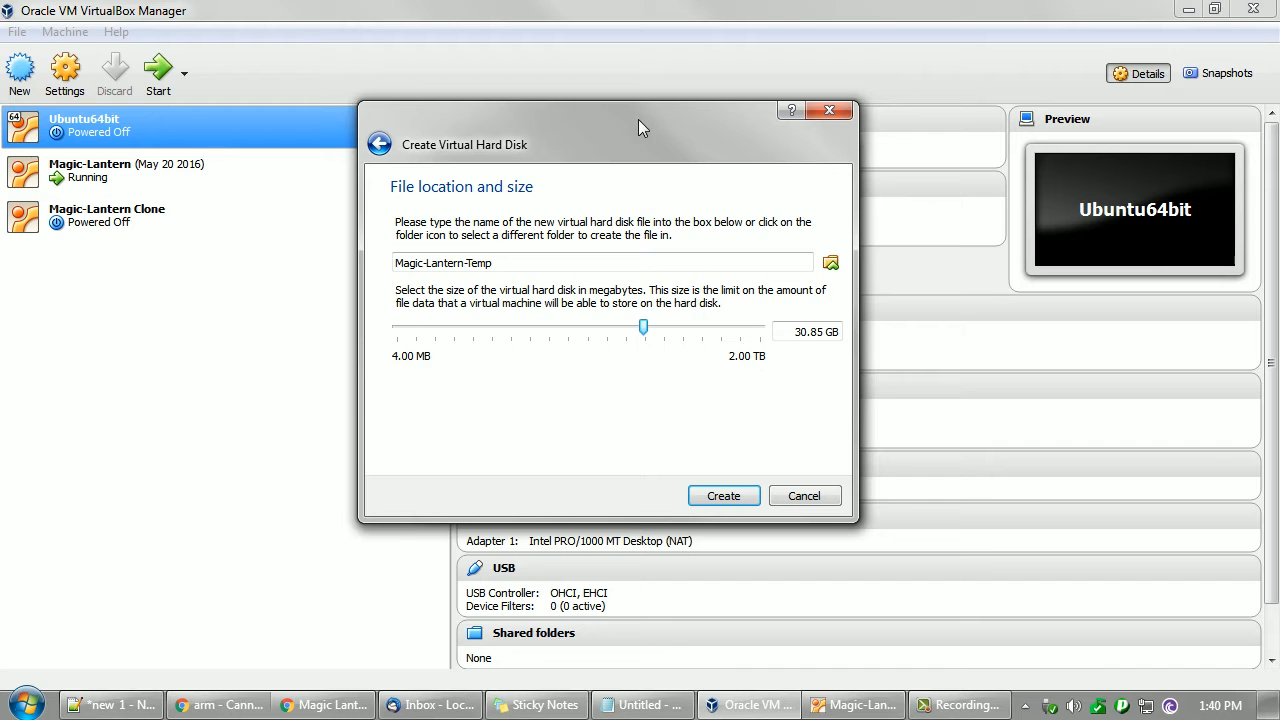 Oracle VM VirtualBox Manager
File Machine Help
New Settings Discard Start
Details Snapshots
64 Ubuntu64bit
Powered Off
Magic-Lantern (May 20 2016)
Running
Magic-Lantern Clone
Powered Off
Preview
Ubuntu64bit
?
Create Virtual Hard Disk
File location and size
Please type the name of the new virtual hard disk file into the box below or click on the
folder icon to select a different folder to create the file in.
Magic-Lantern-Temp
Select the size of the virtual hard disk in megabytes. This size is the limit on the amount of
file data that a virtual machine will be able to store on the hard disk.
30.85 GB
4.00 MB 2.00 TB
Create Cancel
Adapter 1: Intel PRO/1000 MT Desktop (NAT)
USB
USB Controller: OHCI, EHCI
Device Filters: 0 (0 active)
Shared folders
None
*new 1 - N... arm - Cann... Magic Lant... Inbox - Loc... Sticky Notes Untitled - ... Oracle VM ... Magic-Lan... Recording... 1:40 PM